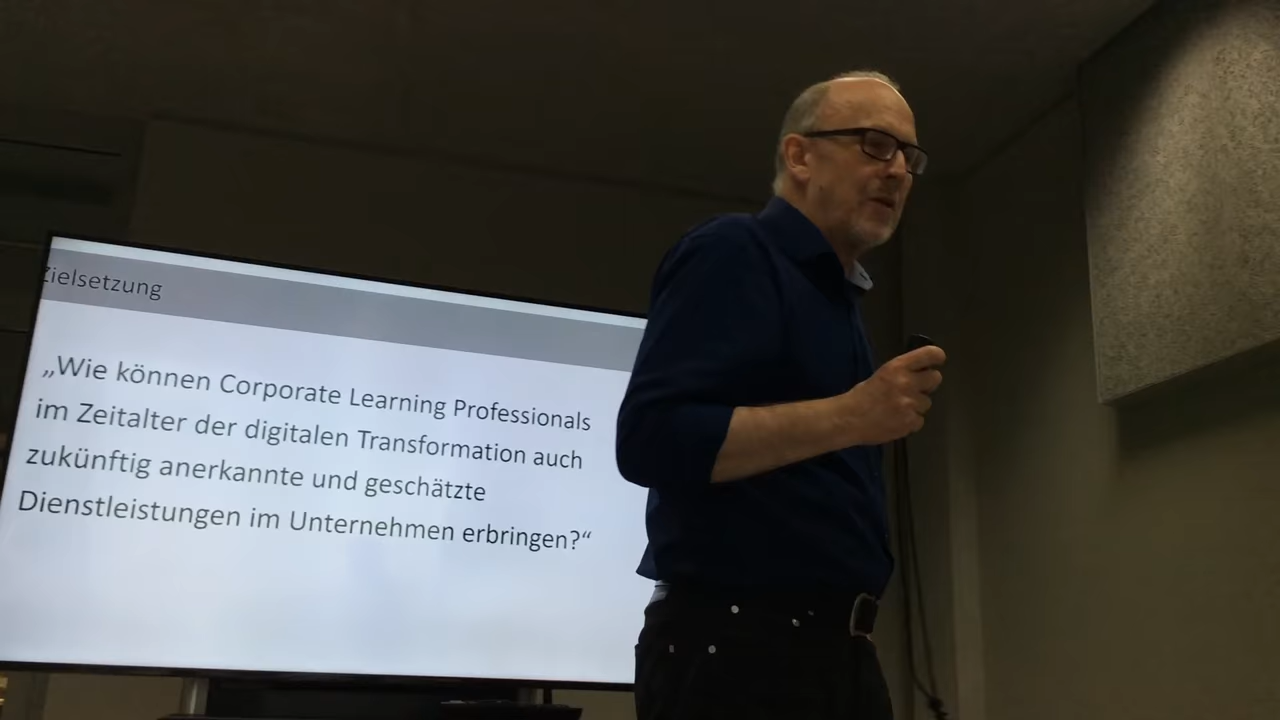 Zielsetzung
„Wie können Corporate Learning Professionals
im Zeitalter der digitalen Transformation auch
zukünftig anerkannte und geschätzte
Dienstleistungen im Unternehmen erbringen?“